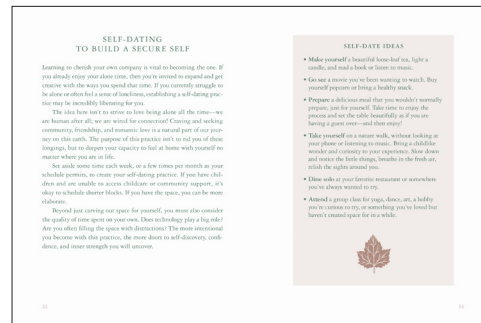 SELF-DATING
TO BUILD A SECURE SELF
Learning to cherish your own company is vital to becoming the one. If
you already enjoy your alone time, then you're invited to expand and get
creative with the ways you spend that time. If you currently struggle to
be alone or often feel a sense of loneliness, establishing a self-dating prac-
tice may be incredibly liberating for you.
The idea here isn't to strive to love being alone all the time—we
are human after all; we are wired for connection! Craving and seeking
community, friendship, and romantic love is a natural part of our jour-
ney on this earth. The purpose of this practice isn't to rid you of these
longings, but to deepen your capacity to feel at home with yourself no
matter where you are in life.
Set aside some time each week, or a few times per month as your
schedule permits, to create your self-dating practice. If you have chil-
dren and are unable to access childcare or community support, it's
okay to schedule shorter blocks. If you have the space, you can be more
elaborate.
Beyond just carving out space for yourself, you must also consider
the quality of time spent on your own. Does technology play a big role?
Are you often filling the space with distractions? The more intentional
you become with this practice, the more doors to self-discovery, confi-
dence, and inner strength you will uncover.
SELF-DATE IDEAS
• Make yourself a beautiful loose-leaf tea, light a
candle, and read a book or listen to music.
• Go see a movie you've been wanting to watch. Buy
yourself popcorn or bring a healthy snack.
• Prepare a delicious meal that you wouldn't normally
prepare, just for yourself. Take time to enjoy the
process and set the table beautifully as if you are
having a guest over—and then enjoy!
• Take yourself on a nature walk, without looking at
your phone or listening to music. Bring a childlike
wonder and curiosity to your experience. Slow down
and notice the little things, breathe in the fresh air,
relish the sights around you.
• Dine solo at your favorite restaurant or somewhere
you've always wanted to try.
• Attend a group class for yoga, dance, art, a hobby
you're curious to try, or something you've loved but
haven't created space for in a while.